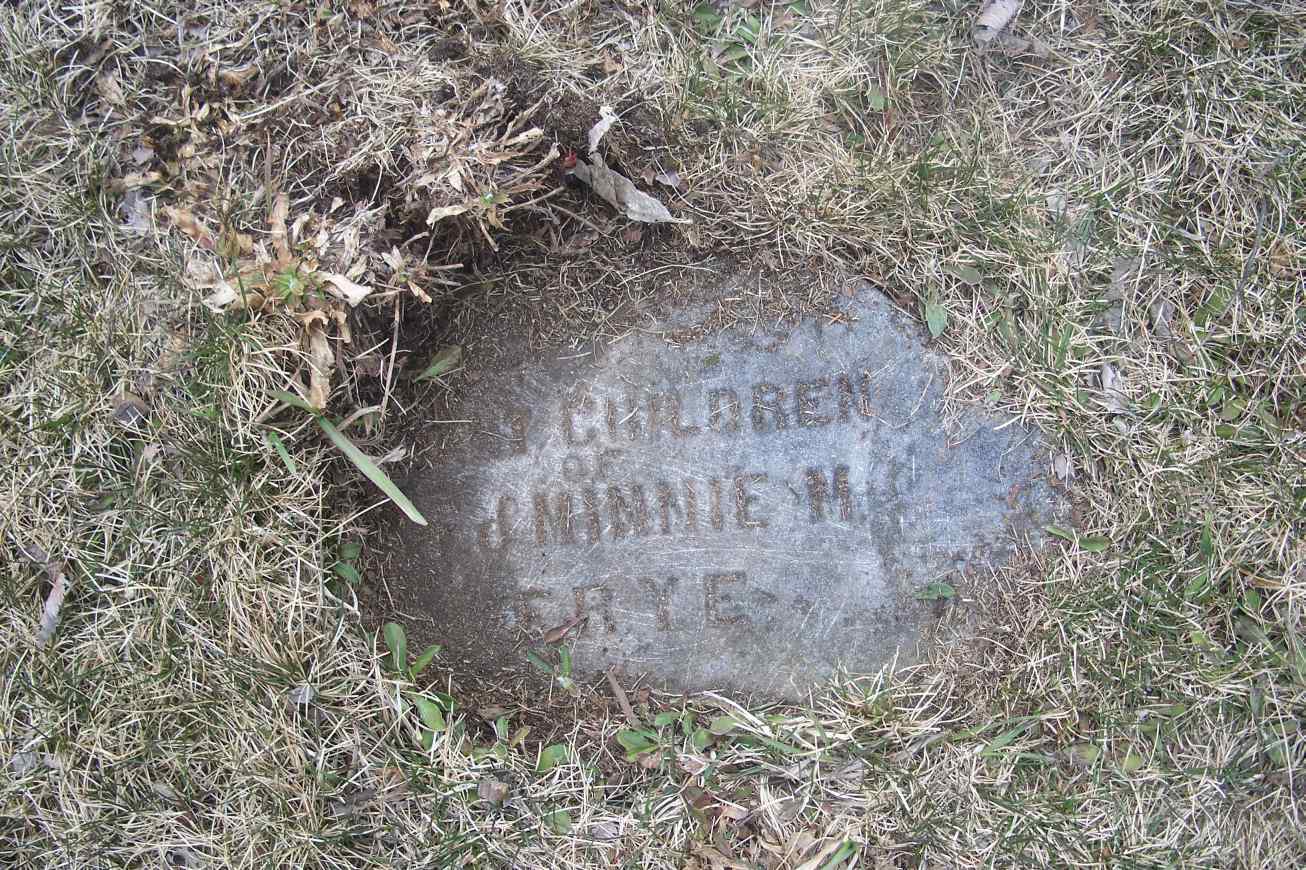 CHILDREN
OF
J MINNIE M
FRYE